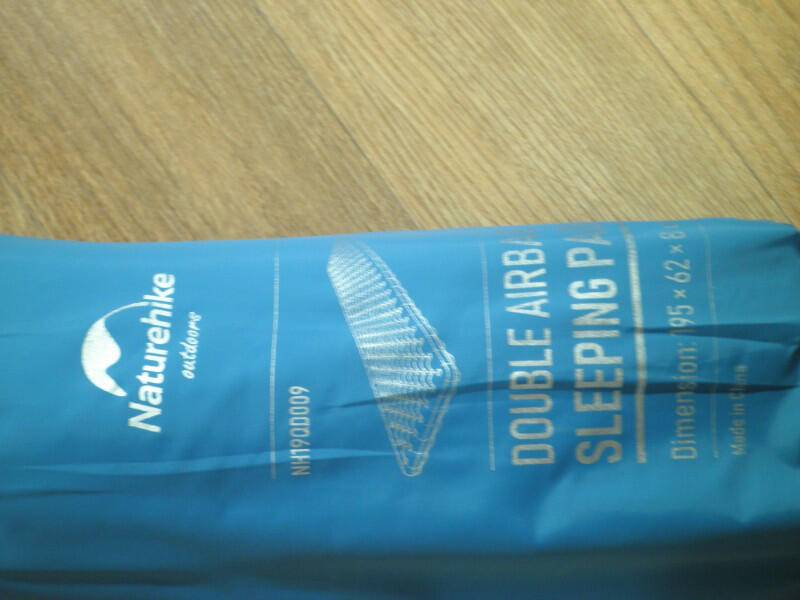 Naturehike
outdoors
NH19QD009
DOUBLE AIRBA
SLEEPING PA
Dimension: 195 × 62 × 8
Made in China